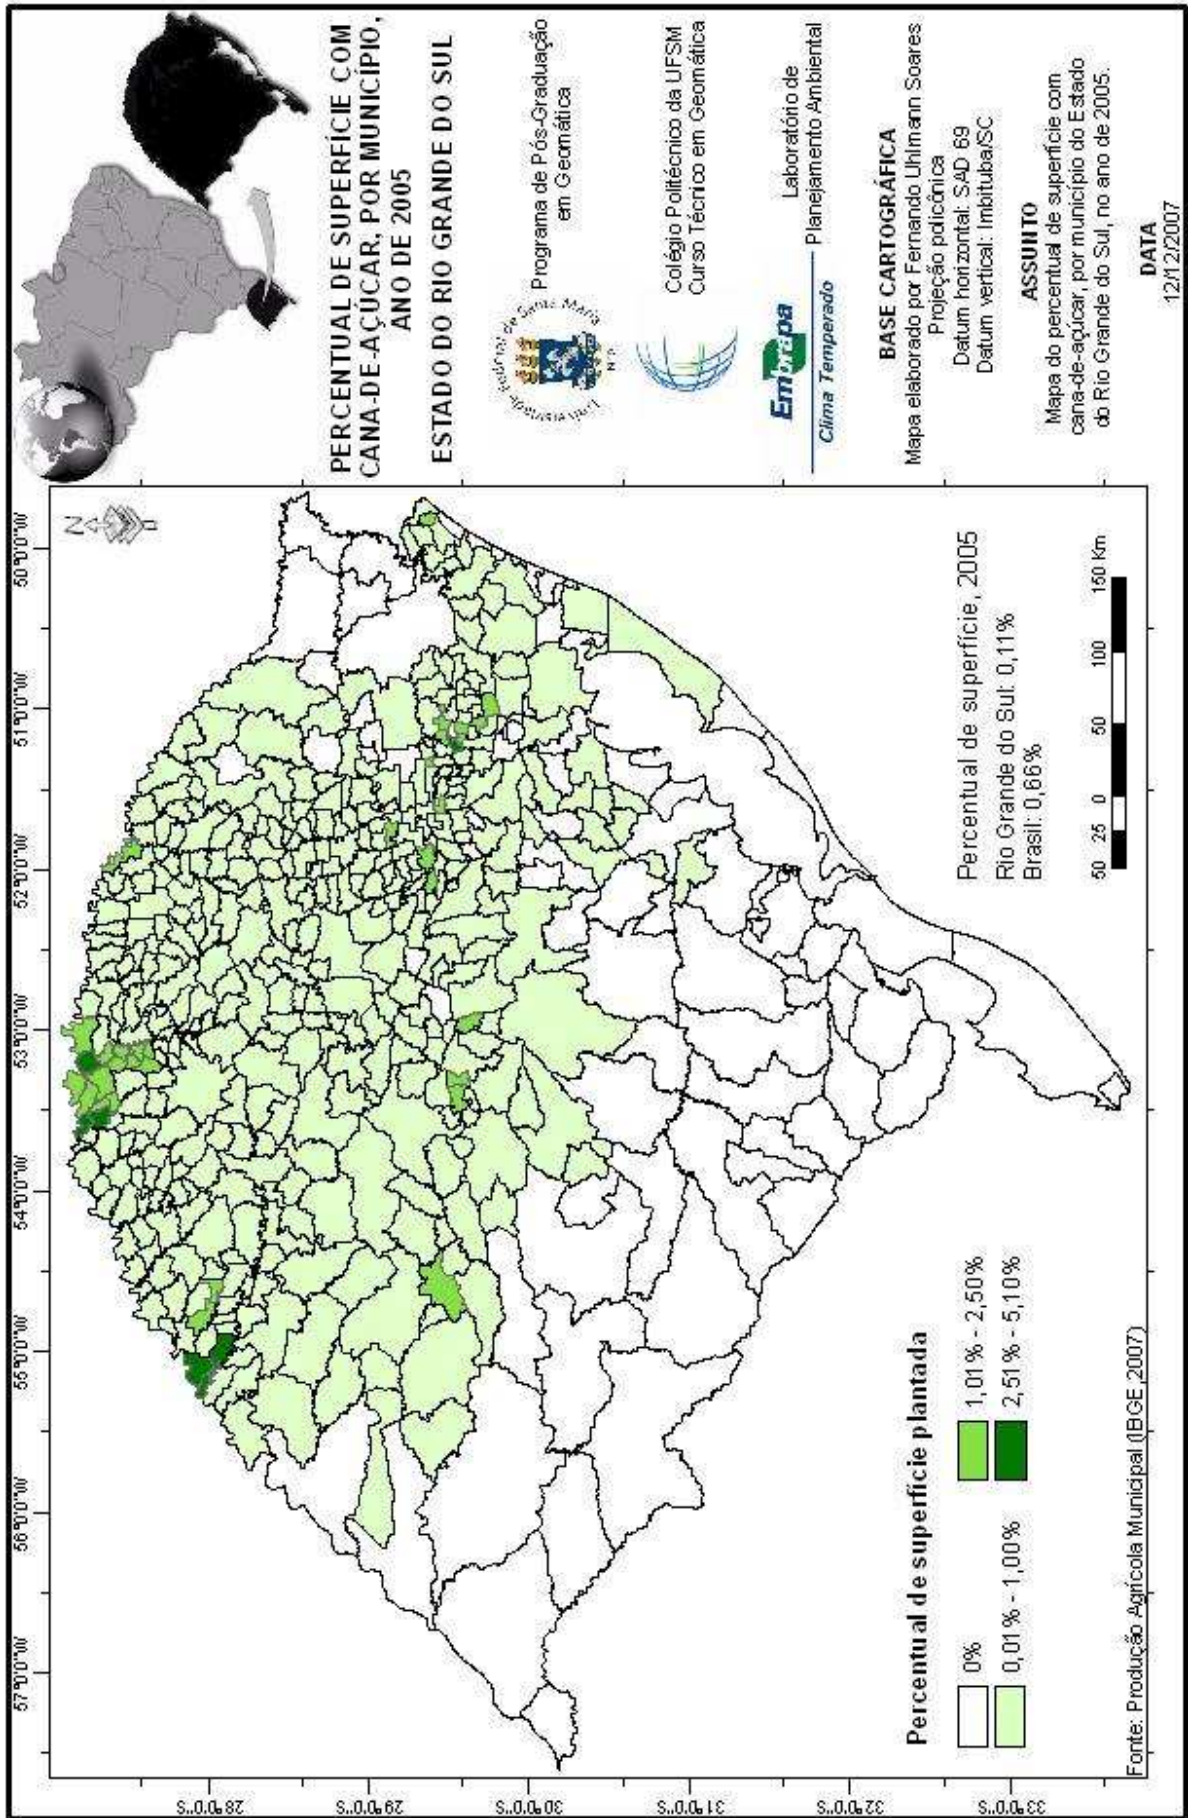 PERCENTUAL DE SUPERFÍCIE COM
CANA-DE-AÇÚCAR, POR MUNICÍPIO,
ANO DE 2005
ESTADO DO RIO GRANDE DO SUL
Programa de Pós-Graduação
em Geomática
Colégio Politécnico da UFSM
Curso Técnico em Geomática
Embrapa
Clima Temperado
Laboratório de
Planejamento Ambiental
BASE CARTOGRÁFICA
Mapa elaborado por Fernando Uhlmann Soares
Projeção policônica
Datum horizontal: SAD 69
Datum vertical: Imbituba/SC
ASSUNTO
Mapa do percentual de superfície com
cana-de-açúcar, por município do Estado
do Rio Grande do Sul, no ano de 2005.
DATA
12/12/2007
57°0'0"W
56°0'0"W
55°0'0"W
54°0'0"W
53°0'0"W
52°0'0"W
51°0'0"W
50°0'0"W
N
28°0'0"S
29°0'0"S
30°0'0"S
31°0'0"S
32°0'0"S
33°0'0"S
Percentual de superfície plantada
0%
0,01% - 1,00%
1,01% - 2,50%
2,51% - 5,10%
Percentual de superfície, 2005
Rio Grande do Sul: 0,11%
Brasil: 0,66%
50 25 0 50 100 150 Km
Fonte: Produção Agrícola Municipal (IBGE,2007)